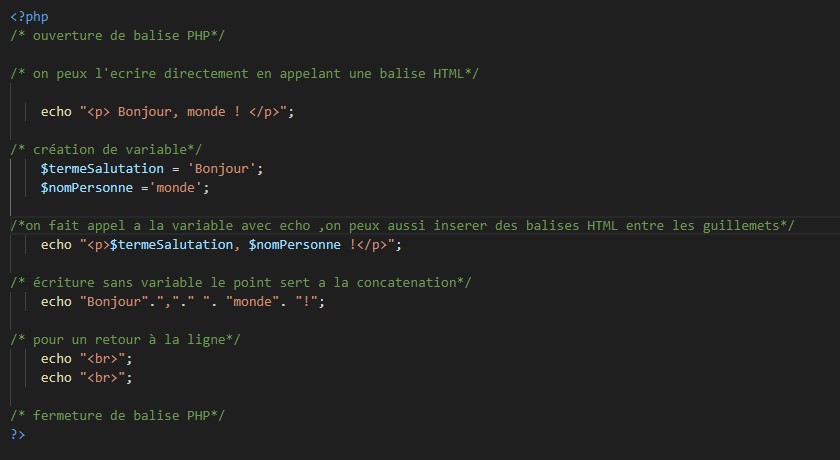 <?php
/* ouverture de balise PHP*/
/* on peux l'ecrire directement en appelant une balise HTML*/
echo "<p> Bonjour, monde ! </p>";
/* création de variable*/
$termeSalutation = 'Bonjour';
$nomPersonne ='monde';
/*on fait appel a la variable avec echo ,on peux aussi inserer des balises HTML entre les guillemets*/
echo "<p>$termeSalutation, $nomPersonne !</p>";
/* écriture sans variable le point sert a la concatenation*/
echo "Bonjour".","." ". "monde". "!";
/* pour un retour à la ligne*/
echo "<br>";
echo "<br>";
/* fermeture de balise PHP*/
?>